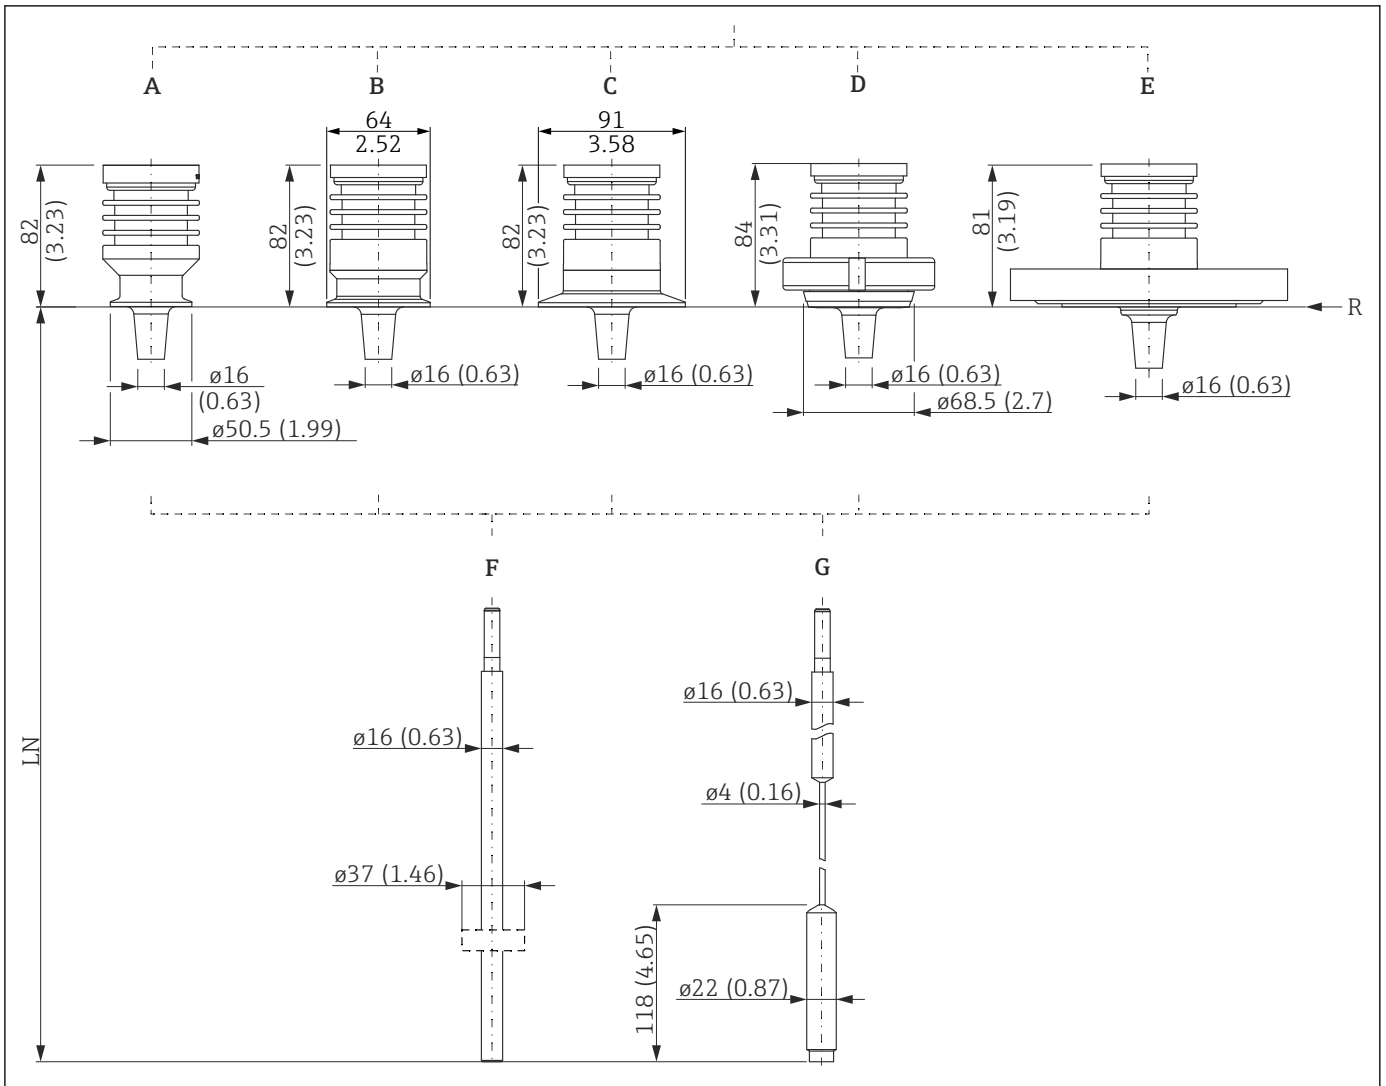 A B C D E
64
2.52
91
3.58
82
(3.23)
82
(3.23)
82
(3.23)
84
(3.31)
81
(3.19)
R
ø16
(0.63)
ø50.5 (1.99)
ø16 (0.63)
ø16 (0.63)
ø16 (0.63)
ø68.5 (2.7)
ø16 (0.63)
F G
LN
ø16 (0.63)
ø37 (1.46)
ø16 (0.63)
ø4 (0.16)
118 (4.65)
ø22 (0.87)